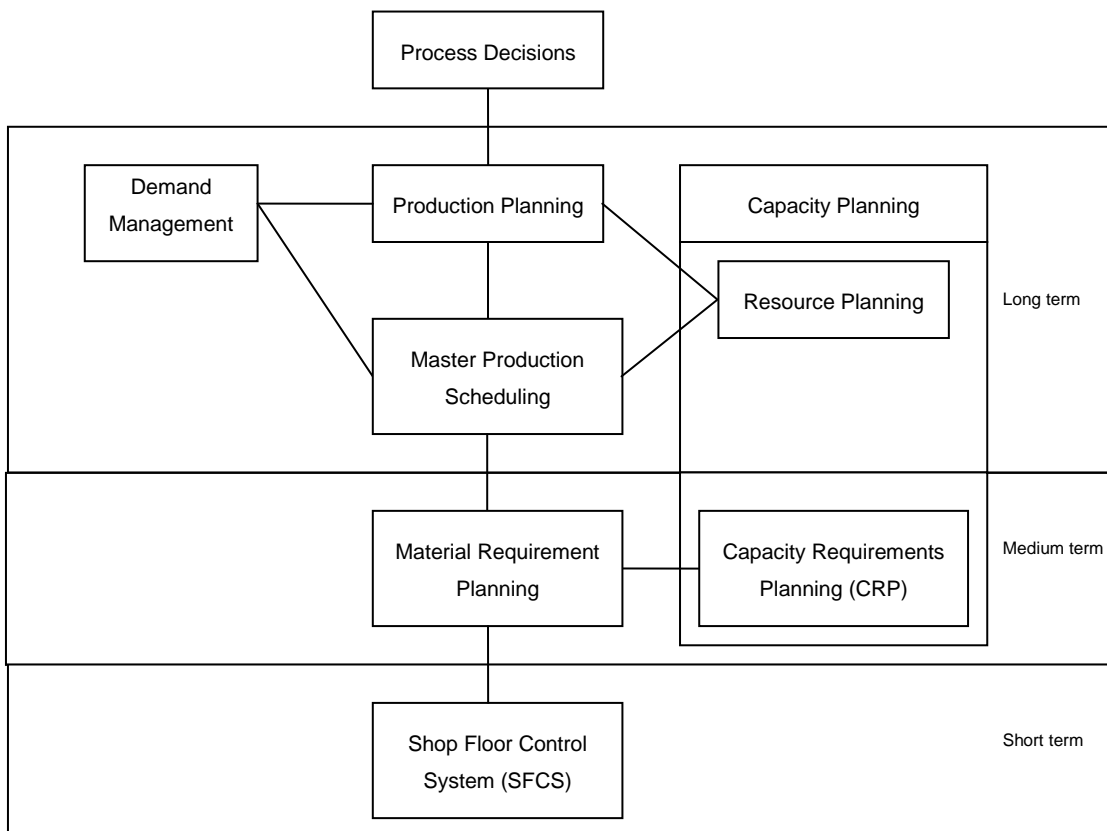 Process Decisions
Demand
Management
Production Planning
Capacity Planning
Resource Planning
Long term
Master Production
Scheduling
Material Requirement
Planning
Capacity Requirements
Planning (CRP)
Medium term
Shop Floor Control
System (SFCS)
Short term